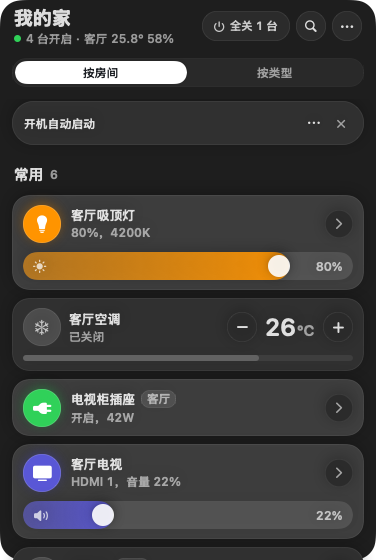 我的家
4 台开启 · 客厅 25.8° 58%
全关 1 台
按房间
按类型
开机自动启动
常用 6
客厅吸顶灯
80%，4200K
80%
客厅空调
已关闭
26°C
电视柜插座 客厅
开启，42W
客厅电视
HDMI 1，音量 22%
22%